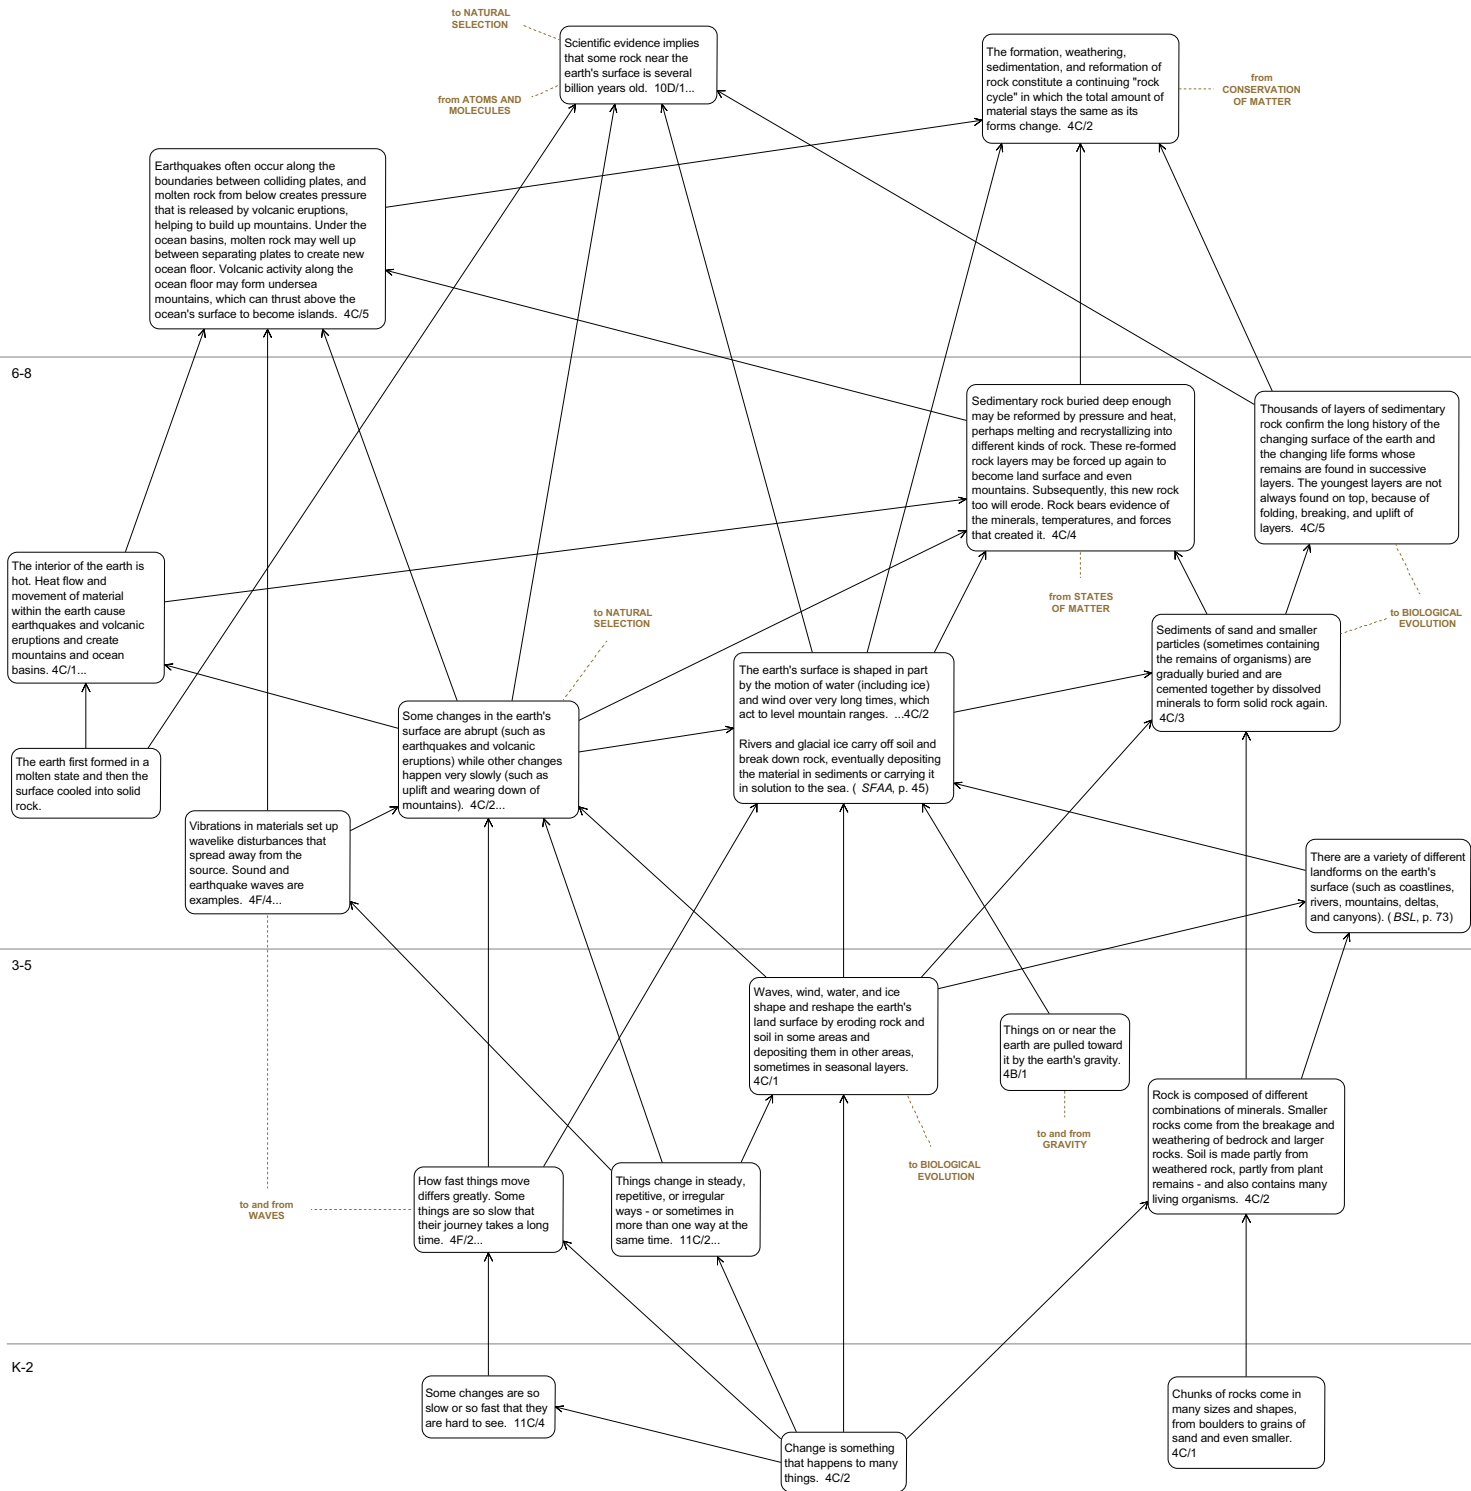 to NATURAL
SELECTION
Scientific evidence implies
that some rock near the
earth's surface is several
billion years old.  10D/1...
from ATOMS AND
MOLECULES
The formation, weathering,
sedimentation, and reformation of
rock constitute a continuing "rock
cycle" in which the total amount of
material stays the same as its
forms change.  4C/2
from
CONSERVATION
OF MATTER
Earthquakes often occur along the
boundaries between colliding plates, and
molten rock from below creates pressure
that is released by volcanic eruptions,
helping to build up mountains. Under the
ocean basins, molten rock may well up
between separating plates to create new
ocean floor. Volcanic activity along the
ocean floor may form undersea
mountains, which can thrust above the
ocean's surface to become islands.  4C/5
6-8
Sedimentary rock buried deep enough
may be reformed by pressure and heat,
perhaps melting and recrystallizing into
different kinds of rock. These re-formed
rock layers may be forced up again to
become land surface and even
mountains. Subsequently, this new rock
too will erode. Rock bears evidence of
the minerals, temperatures, and forces
that created it.  4C/4
Thousands of layers of sedimentary
rock confirm the long history of the
changing surface of the earth and
the changing life forms whose
remains are found in successive
layers. The youngest layers are not
always found on top, because of
folding, breaking, and uplift of
layers.  4C/5
The interior of the earth is
hot. Heat flow and
movement of material
within the earth cause
earthquakes and volcanic
eruptions and create
mountains and ocean
basins. 4C/1...
to NATURAL
SELECTION
from STATES
OF MATTER
to BIOLOGICAL
EVOLUTION
Sediments of sand and smaller
particles (sometimes containing
the remains of organisms) are
gradually buried and are
cemented together by dissolved
minerals to form solid rock again.
4C/3
The earth's surface is shaped in part
by the motion of water (including ice)
and wind over very long times, which
act to level mountain ranges.  ...4C/2
Rivers and glacial ice carry off soil and
break down rock, eventually depositing
the material in sediments or carrying it
in solution to the sea. ( SFAA, p. 45)
Some changes in the earth's
surface are abrupt (such as
earthquakes and volcanic
eruptions) while other changes
happen very slowly (such as
uplift and wearing down of
mountains).  4C/2...
The earth first formed in a
molten state and then the
surface cooled into solid
rock.
Vibrations in materials set up
wavelike disturbances that
spread away from the
source. Sound and
earthquake waves are
examples.  4F/4...
There are a variety of different
landforms on the earth's
surface (such as coastlines,
rivers, mountains, deltas,
and canyons). ( BSL, p. 73)
3-5
Waves, wind, water, and ice
shape and reshape the earth's
land surface by eroding rock and
soil in some areas and
depositing them in other areas,
sometimes in seasonal layers.
4C/1
Things on or near the
earth are pulled toward
it by the earth's gravity.
4B/1
Rock is composed of different
combinations of minerals. Smaller
rocks come from the breakage and
weathering of bedrock and larger
rocks. Soil is made partly from
weathered rock, partly from plant
remains - and also contains many
living organisms.  4C/2
to and from
GRAVITY
to BIOLOGICAL
EVOLUTION
How fast things move
differs greatly. Some
things are so slow that
their journey takes a long
time.  4F/2...
Things change in steady,
repetitive, or irregular
ways - or sometimes in
more than one way at the
same time.  11C/2...
to and from
WAVES
K-2
Some changes are so
slow or so fast that they
are hard to see.  11C/4
Chunks of rocks come in
many sizes and shapes,
from boulders to grains of
sand and even smaller.
4C/1
Change is something
that happens to many
things.  4C/2